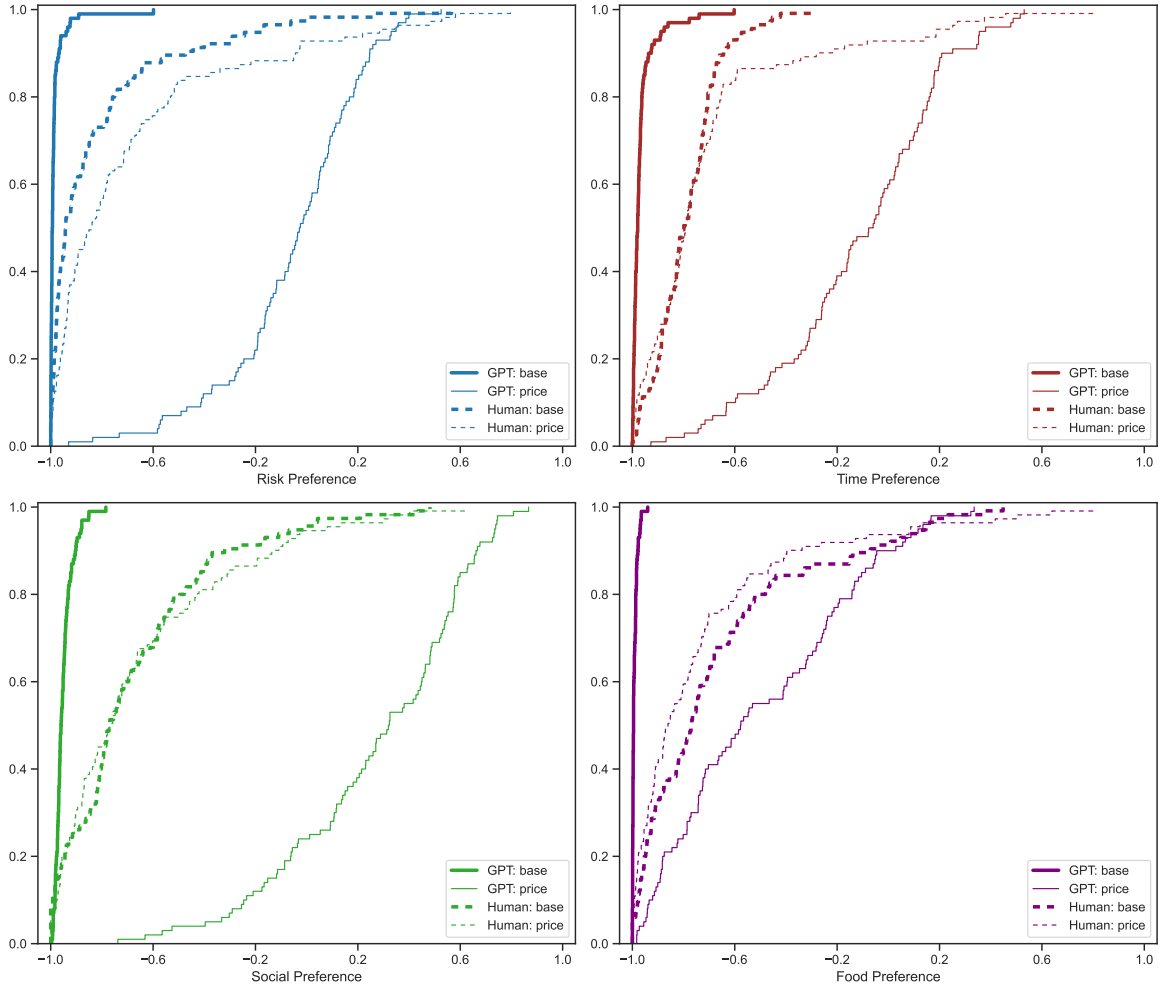 1.0
0.8
0.6
0.4
0.2
0.0
−1.0 −0.6 −0.2 0.2 0.6 1.0
Risk Preference
GPT: base
GPT: price
Human: base
Human: price
1.0
0.8
0.6
0.4
0.2
0.0
−1.0 −0.6 −0.2 0.2 0.6 1.0
Time Preference
GPT: base
GPT: price
Human: base
Human: price
1.0
0.8
0.6
0.4
0.2
0.0
−1.0 −0.6 −0.2 0.2 0.6 1.0
Social Preference
GPT: base
GPT: price
Human: base
Human: price
1.0
0.8
0.6
0.4
0.2
0.0
−1.0 −0.6 −0.2 0.2 0.6 1.0
Food Preference
GPT: base
GPT: price
Human: base
Human: price